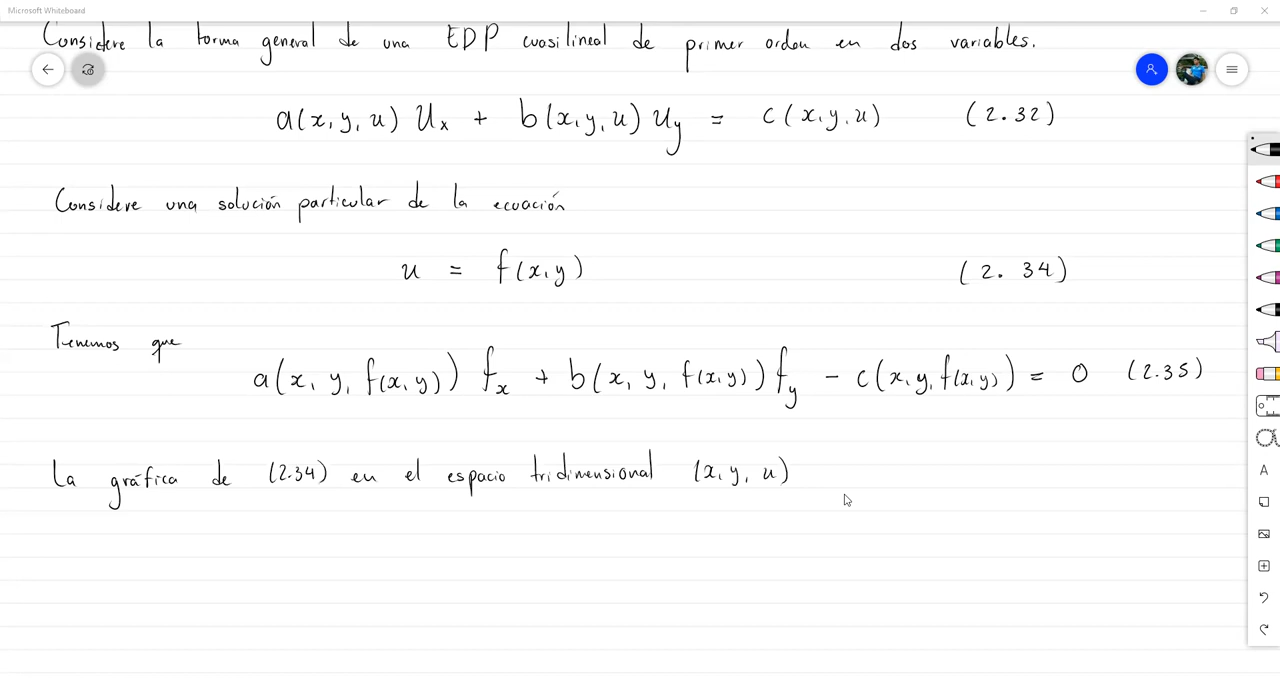 Microsoft Whiteboard
Considere la forma general de una EDP cuasilineal de primer orden en dos variables.
a(x,y,u) Ux + b(x,y,u) Uy = c(x,y,u) (2.32)
Considere una solución particular de la ecuación
u = f(x,y) (2.34)
Tenemos que
a(x, y, f(x,y)) fx + b(x, y, f(x,y)) fy - c(x,y,f(x,y)) = 0 (2.35)
La gráfica de (2.34) en el espacio tridimensional (x,y,u)
A